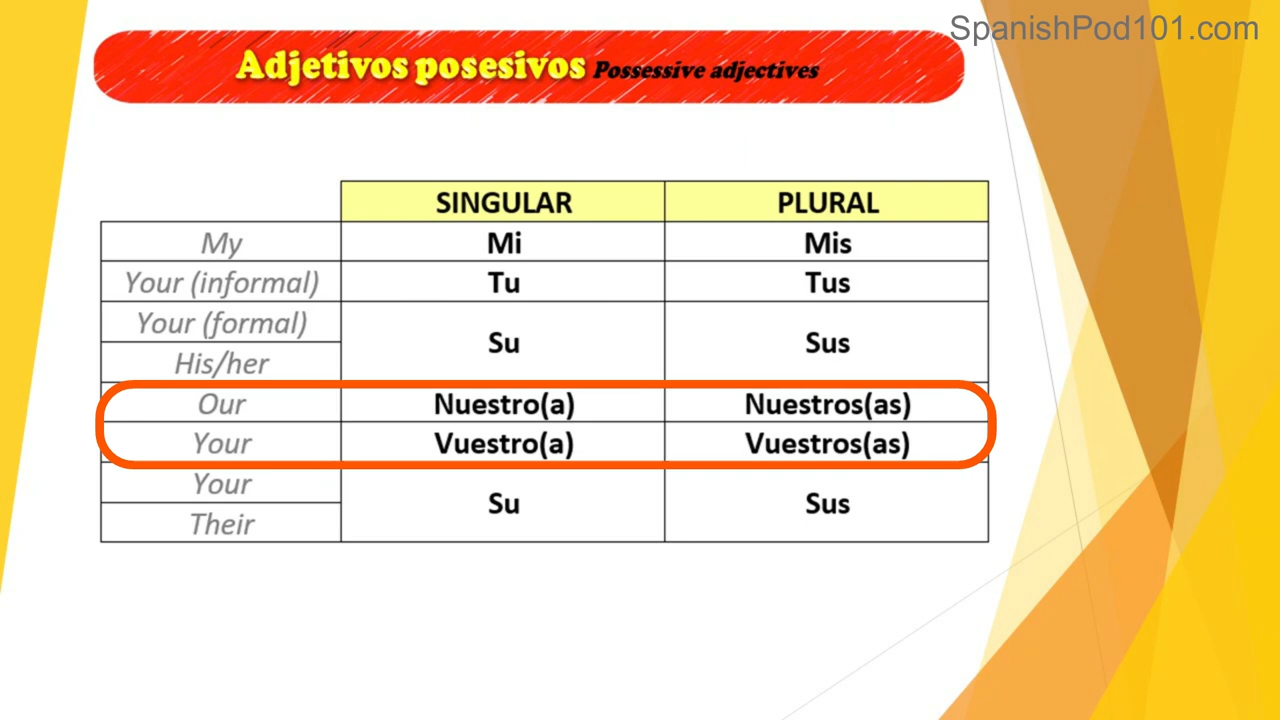 SpanishPod101.com
Adjetivos posesivos Possessive adjectives
SINGULAR PLURAL
My Mi Mis
Your (informal) Tu Tus
Your (formal)
Su Sus
His/her
Our Nuestro(a) Nuestros(as)
Your Vuestro(a) Vuestros(as)
Your
Su Sus
Their